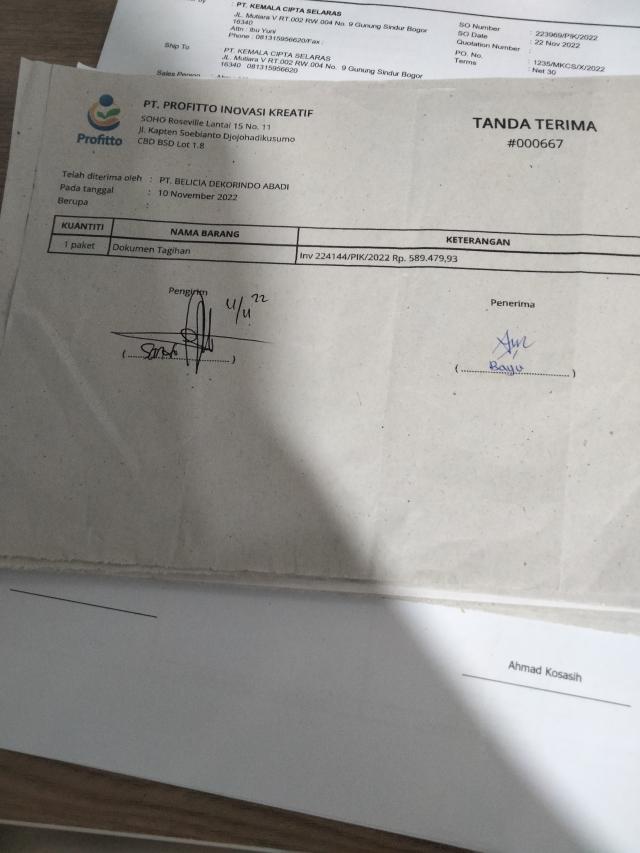 PT. KEMALA CIPTA SELARAS
JL. Mutiara V RT.002 RW.004 No. 9 Gunung Sindur Bogor
16340
Attn : Ibu Yuni
Phone : 081315956620/Fax :
SO Number : 223969/PIK/2022
SO Date : 22 Nov 2022
Quotation Number :
PO. No. : 1235/MKCS/X/2022
Terms : Net 30
Ship To
PT. KEMALA CIPTA SELARAS
JL. Mutiara V RT.002 RW.004 No. 9 Gunung Sindur Bogor
16340 081315956620
Sales Person
Profitto
PT. PROFITTO INOVASI KREATIF
SOHO Roseville Lantai 15 No. 11
Jl. Kapten Soebianto Djojohadikusumo
CBD BSD Lot 1.8
TANDA TERIMA
#000667
Telah diterima oleh : PT. BELICIA DEKORINDO ABADI
Pada tanggal : 10 November 2022
Berupa :
KUANTITI NAMA BARANG KETERANGAN
1 paket Dokumen Tagihan Inv 224144/PIK/2022 Rp. 589.479,93
Pengirim
Penerima
(.....................)
(Bayu)
Ahmad Kosasih